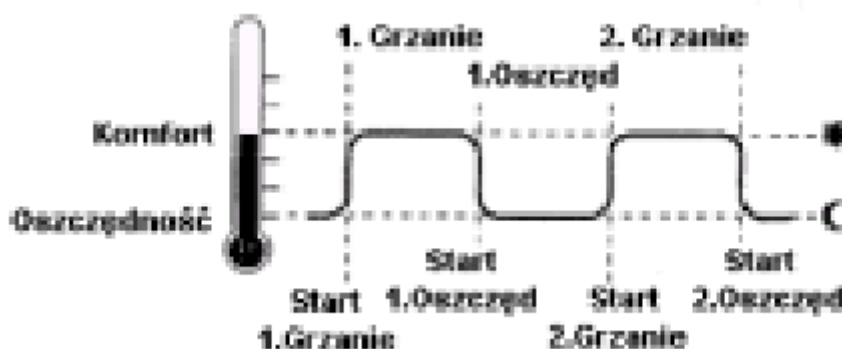 1. Grzanie
2. Grzanie
1.Oszczęd
Komfort
Oszczędność
Start
1.Grzanie
Start
1.Oszczęd
Start
2.Grzanie
Start
2.Oszczęd